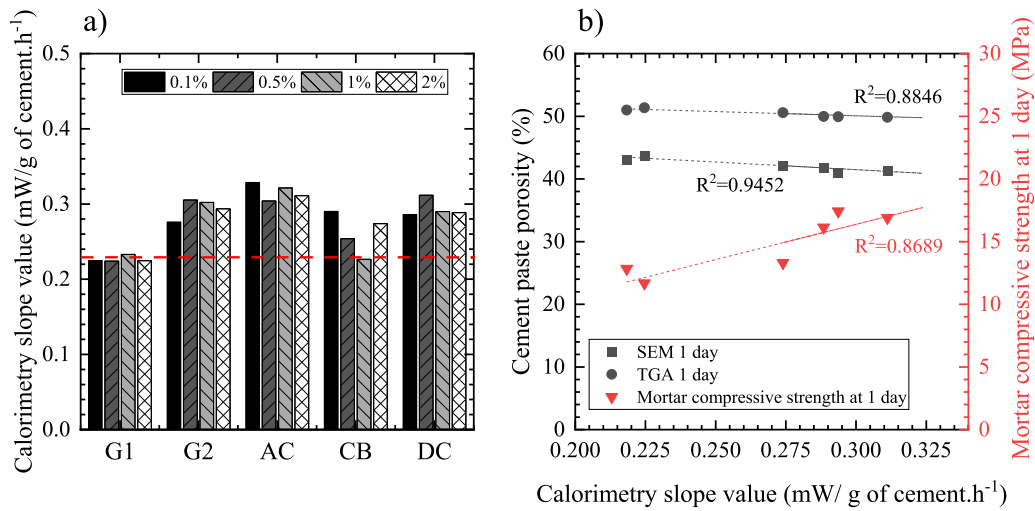 a)
Calorimetry slope value (mW/g of cement.h⁻¹)
0.5
0.4
0.3
0.2
0.1
0.0
0.1% 0.5% 1% 2%
G1 G2 AC CB DC
b)
Cement paste porosity (%)
60
50
40
30
20
10
0
R²=0.8846
R²=0.9452
R²=0.8689
SEM 1 day
TGA 1 day
Mortar compressive strength at 1 day
0.200 0.225 0.250 0.275 0.300 0.325
Calorimetry slope value (mW/ g of cement.h⁻¹)
30
25
20
15
10
5
0
Mortar compressive strength at 1 day (MPa)